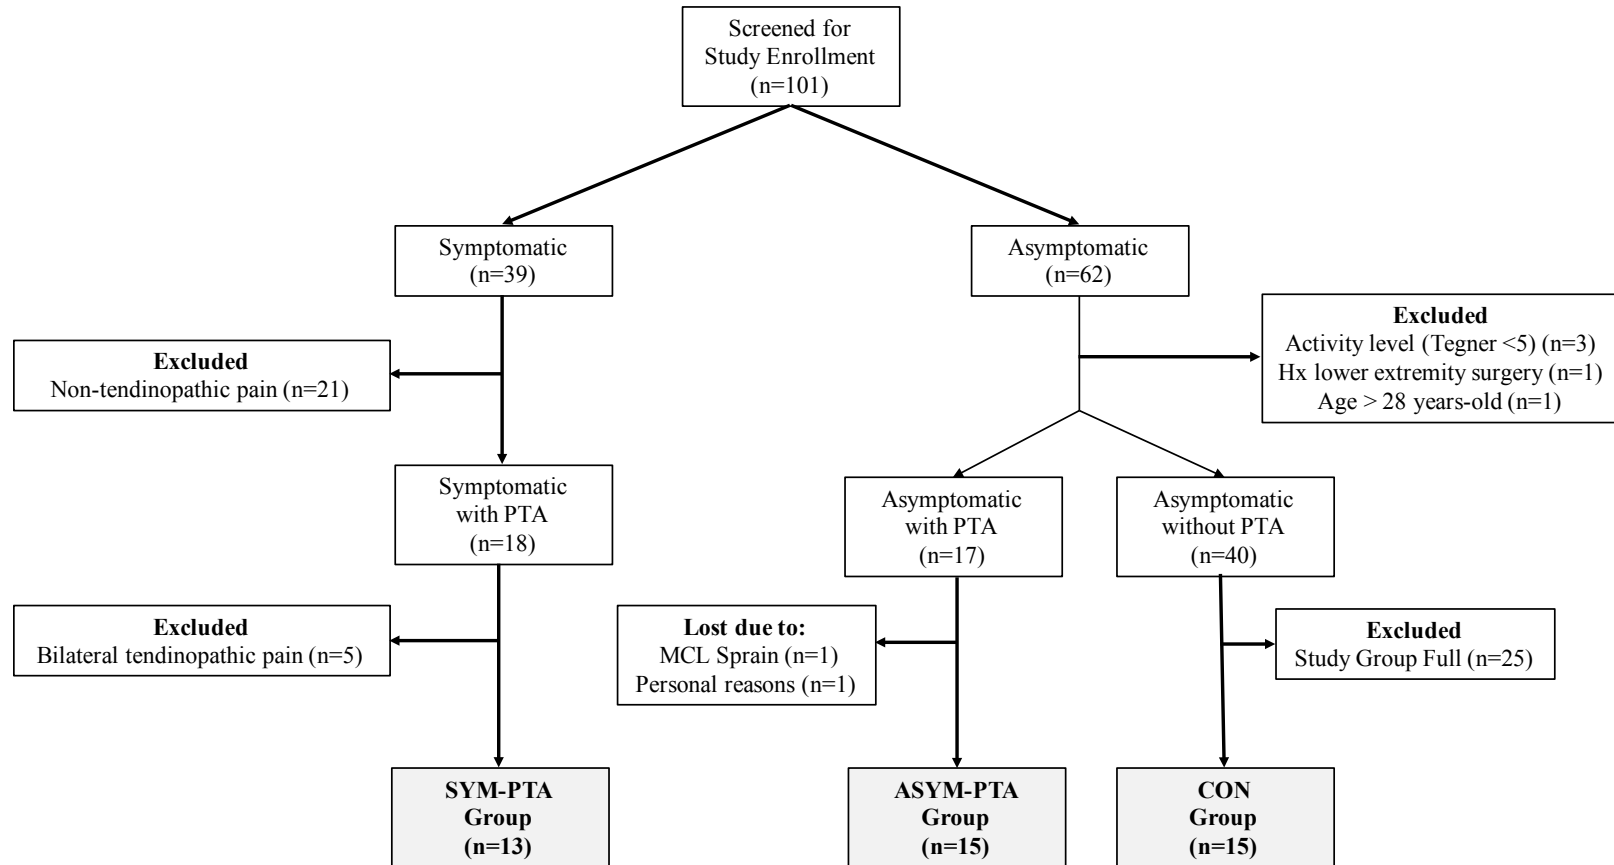 Screened for
Study Enrollment
(n=101)
Symptomatic
(n=39)
Asymptomatic
(n=62)
Excluded
Non-tendinopathic pain (n=21)
Excluded
Activity level (Tegner <5) (n=3)
Hx lower extremity surgery (n=1)
Age > 28 years-old (n=1)
Symptomatic
with PTA
(n=18)
Asymptomatic
with PTA
(n=17)
Asymptomatic
without PTA
(n=40)
Excluded
Bilateral tendinopathic pain (n=5)
Lost due to:
MCL Sprain (n=1)
Personal reasons (n=1)
Excluded
Study Group Full (n=25)
SYM-PTA
Group
(n=13)
ASYM-PTA
Group
(n=15)
CON
Group
(n=15)